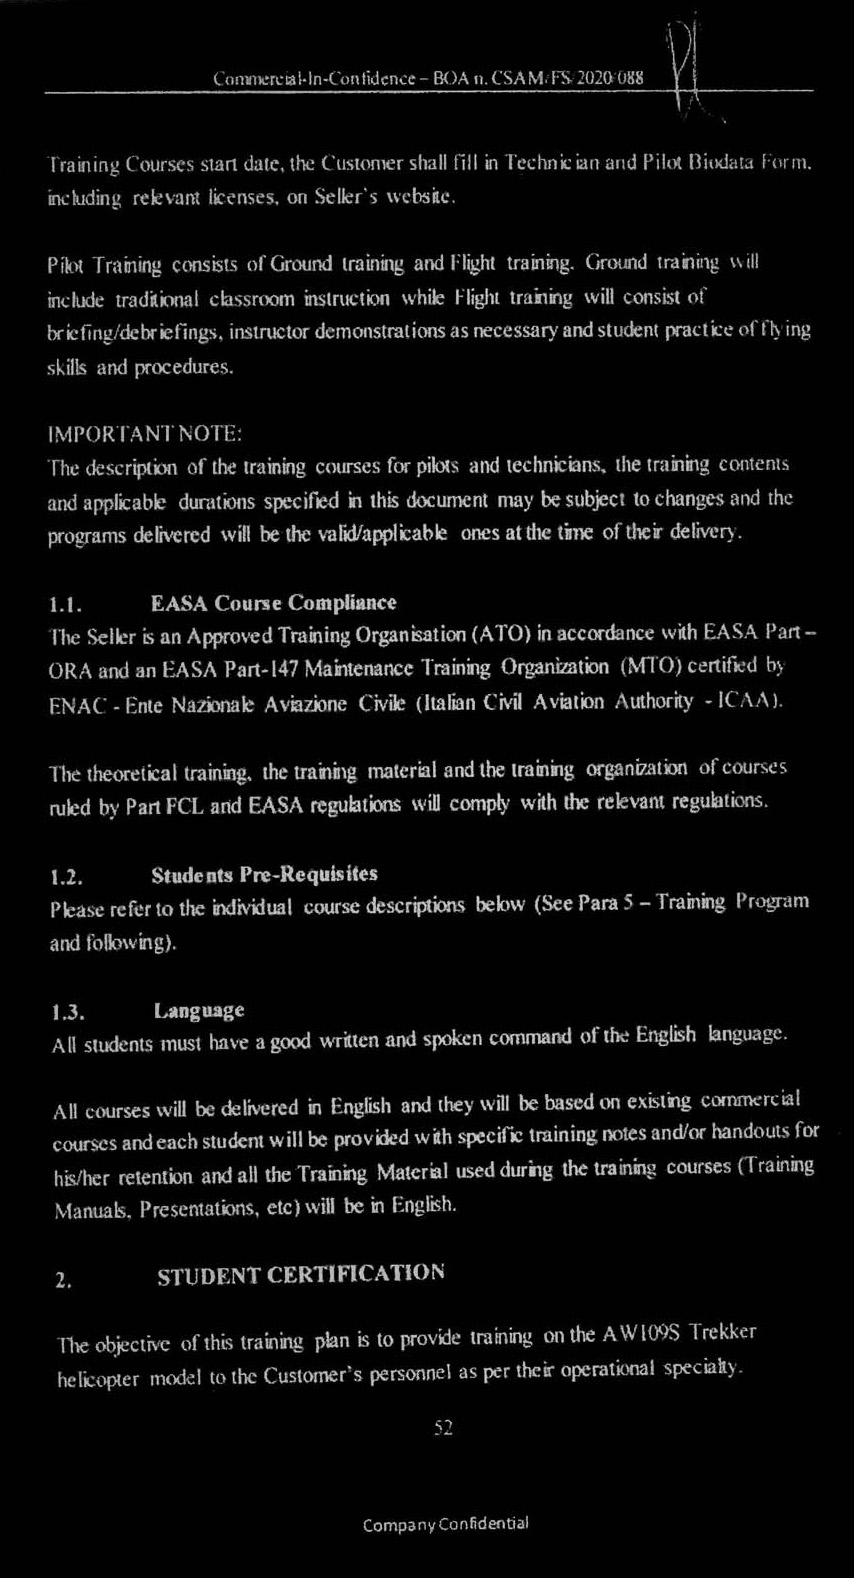 Commercial-In-Confidence – BOA n. CSAM/FS/2020/088
Training Courses start date, the Customer shall fill in Technician and Pilot Biodata Form,
including relevant licenses, on Seller's website.
Pilot Training consists of Ground training and Flight training. Ground training will
include traditional classroom instruction while Flight training will consist of
briefing/debriefings, instructor demonstrations as necessary and student practice of flying
skills and procedures.
IMPORTANT NOTE:
The description of the training courses for pilots and technicians, the training contents
and applicable durations specified in this document may be subject to changes and the
programs delivered will be the valid/applicable ones at the time of their delivery.
1.1. EASA Course Compliance
The Seller is an Approved Training Organisation (ATO) in accordance with EASA Part –
ORA and an EASA Part-147 Maintenance Training Organization (MTO) certified by
ENAC - Ente Nazionale Aviazione Civile (Italian Civil Aviation Authority - ICAA).
The theoretical training, the training material and the training organization of courses
ruled by Part FCL and EASA regulations will comply with the relevant regulations.
1.2. Students Pre-Requisites
Please refer to the individual course descriptions below (See Para 5 – Training Program
and following).
1.3. Language
All students must have a good written and spoken command of the English language.
All courses will be delivered in English and they will be based on existing commercial
courses and each student will be provided with specific training notes and/or handouts for
his/her retention and all the Training Material used during the training courses (Training
Manuals, Presentations, etc) will be in English.
2. STUDENT CERTIFICATION
The objective of this training plan is to provide training on the AW109S Trekker
helicopter model to the Customer's personnel as per their operational specialty.
52
Company Confidential